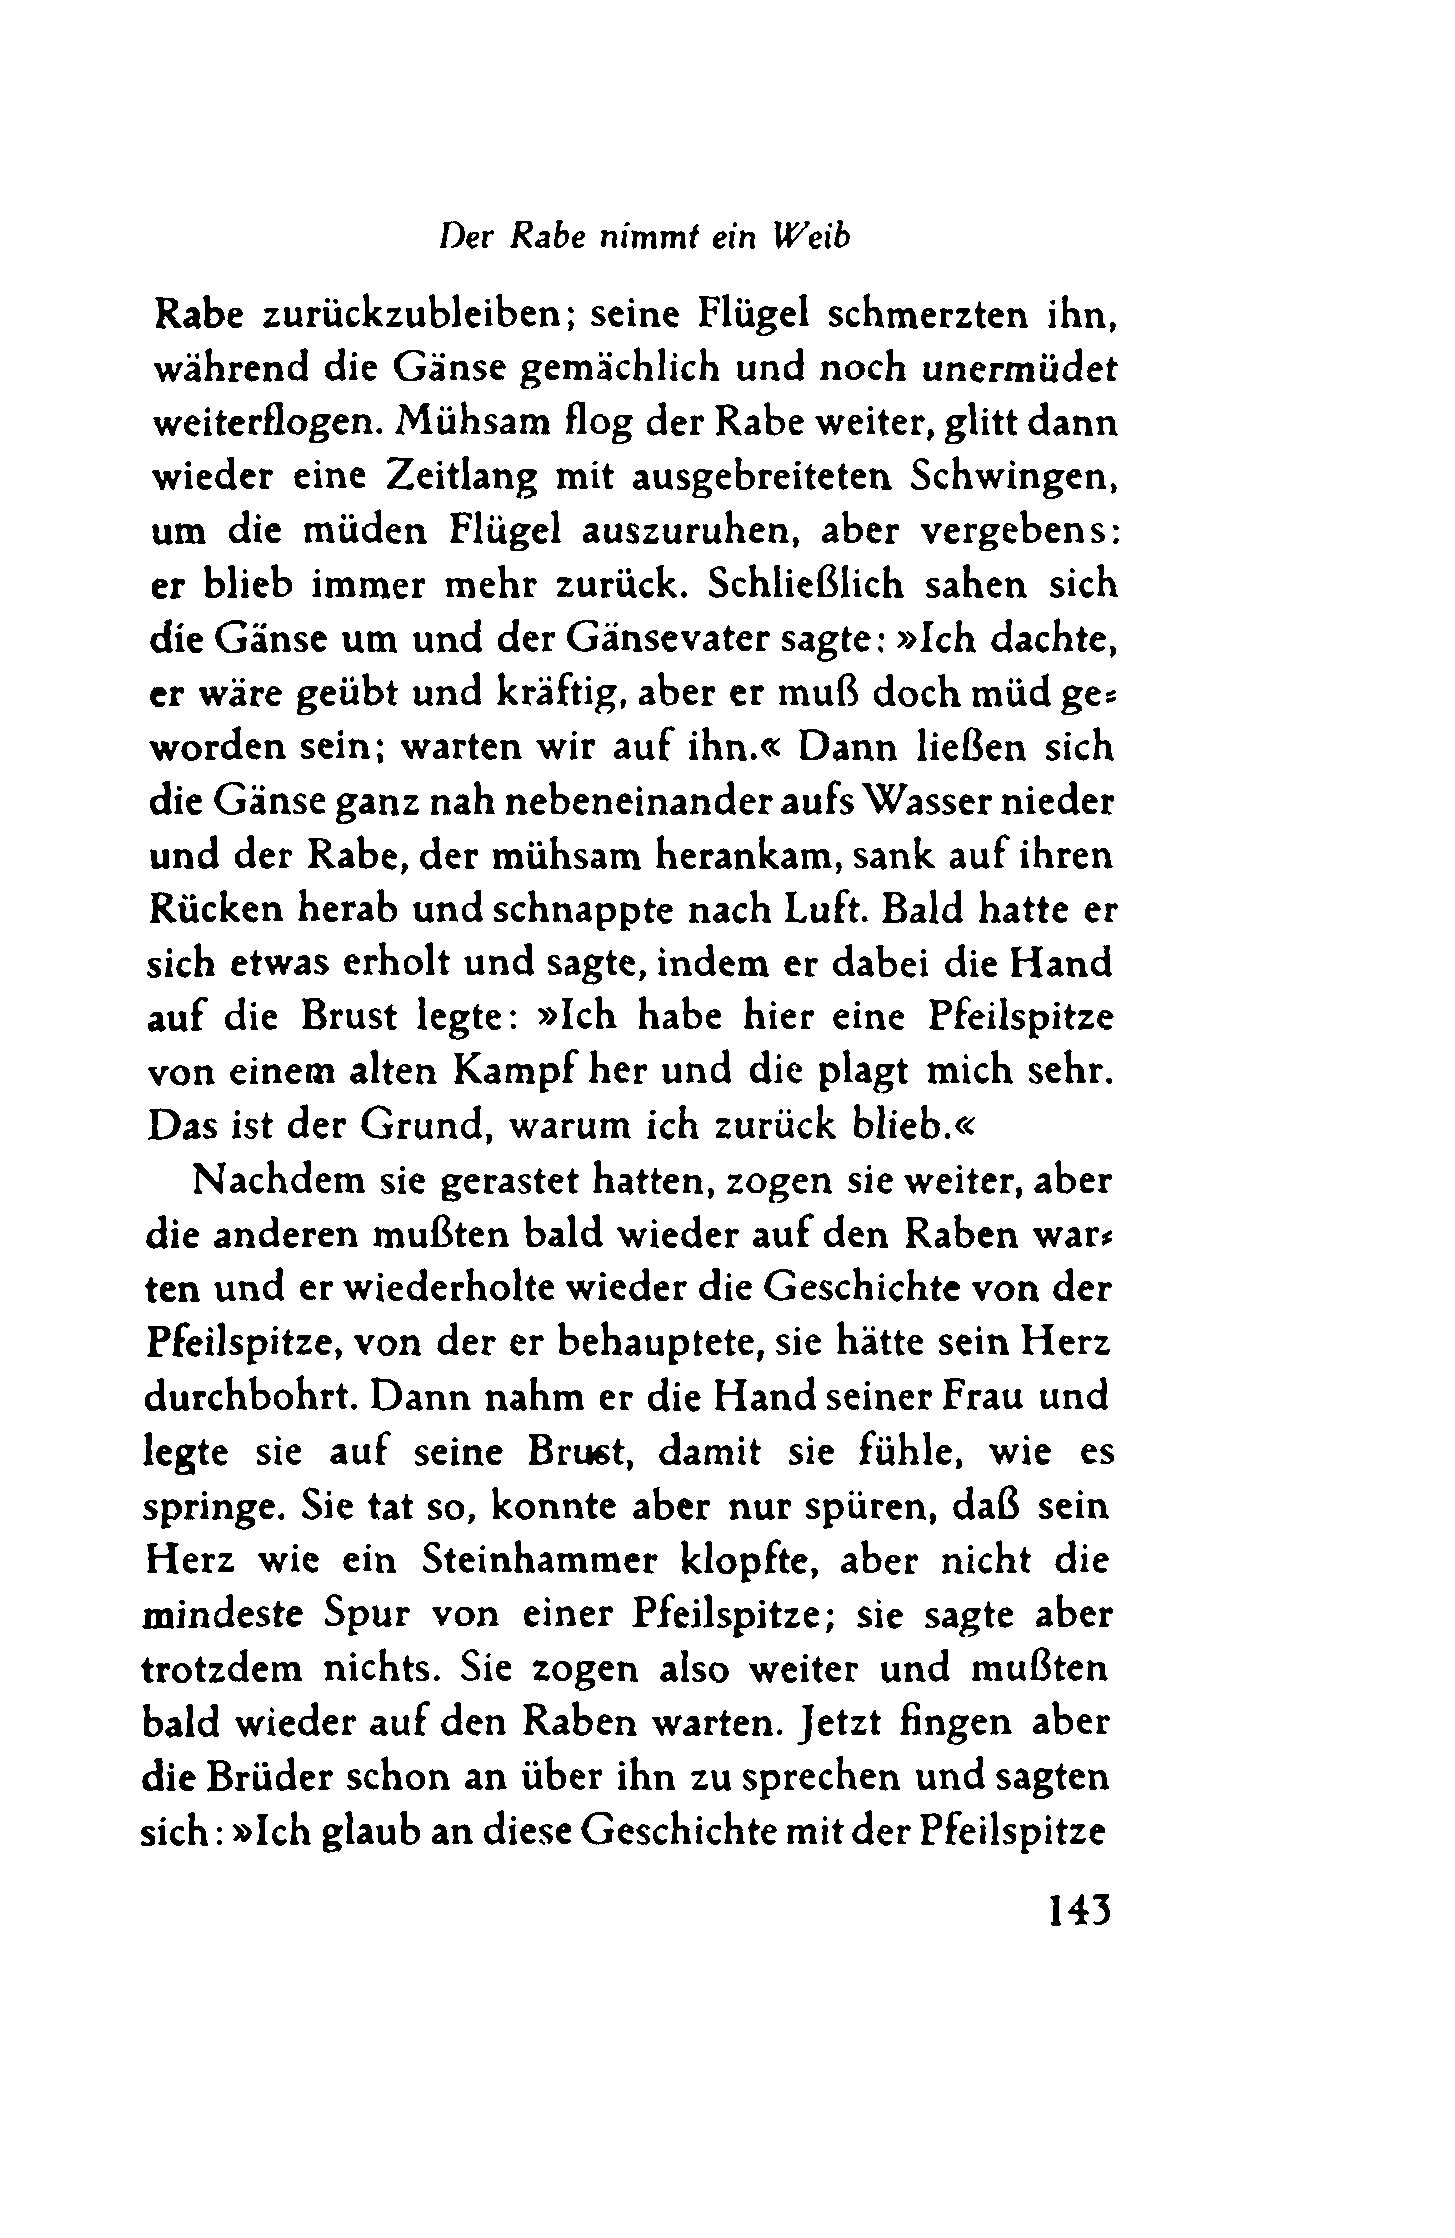 Der Rabe nimmt ein Weib
Rabe zurückzubleiben; seine Flügel schmerzten ihn,
während die Gänse gemächlich und noch unermüdet
weiterflogen. Mühsam flog der Rabe weiter, glitt dann
wieder eine Zeitlang mit ausgebreiteten Schwingen,
um die müden Flügel auszuruhen, aber vergebens:
er blieb immer mehr zurück. Schließlich sahen sich
die Gänse um und der Gänsevater sagte: »Ich dachte,
er wäre geübt und kräftig, aber er muß doch müd ge-
worden sein; warten wir auf ihn.« Dann ließen sich
die Gänse ganz nah nebeneinander aufs Wasser nieder
und der Rabe, der mühsam herankam, sank auf ihren
Rücken herab und schnappte nach Luft. Bald hatte er
sich etwas erholt und sagte, indem er dabei die Hand
auf die Brust legte: »Ich habe hier eine Pfeilspitze
von einem alten Kampf her und die plagt mich sehr.
Das ist der Grund, warum ich zurück blieb.«
Nachdem sie gerastet hatten, zogen sie weiter, aber
die anderen mußten bald wieder auf den Raben war-
ten und er wiederholte wieder die Geschichte von der
Pfeilspitze, von der er behauptete, sie hätte sein Herz
durchbohrt. Dann nahm er die Hand seiner Frau und
legte sie auf seine Brust, damit sie fühle, wie es
springe. Sie tat so, konnte aber nur spüren, daß sein
Herz wie ein Steinhammer klopfte, aber nicht die
mindeste Spur von einer Pfeilspitze; sie sagte aber
trotzdem nichts. Sie zogen also weiter und mußten
bald wieder auf den Raben warten. Jetzt fingen aber
die Brüder schon an über ihn zu sprechen und sagten
sich: »Ich glaub an diese Geschichte mit der Pfeilspitze
143